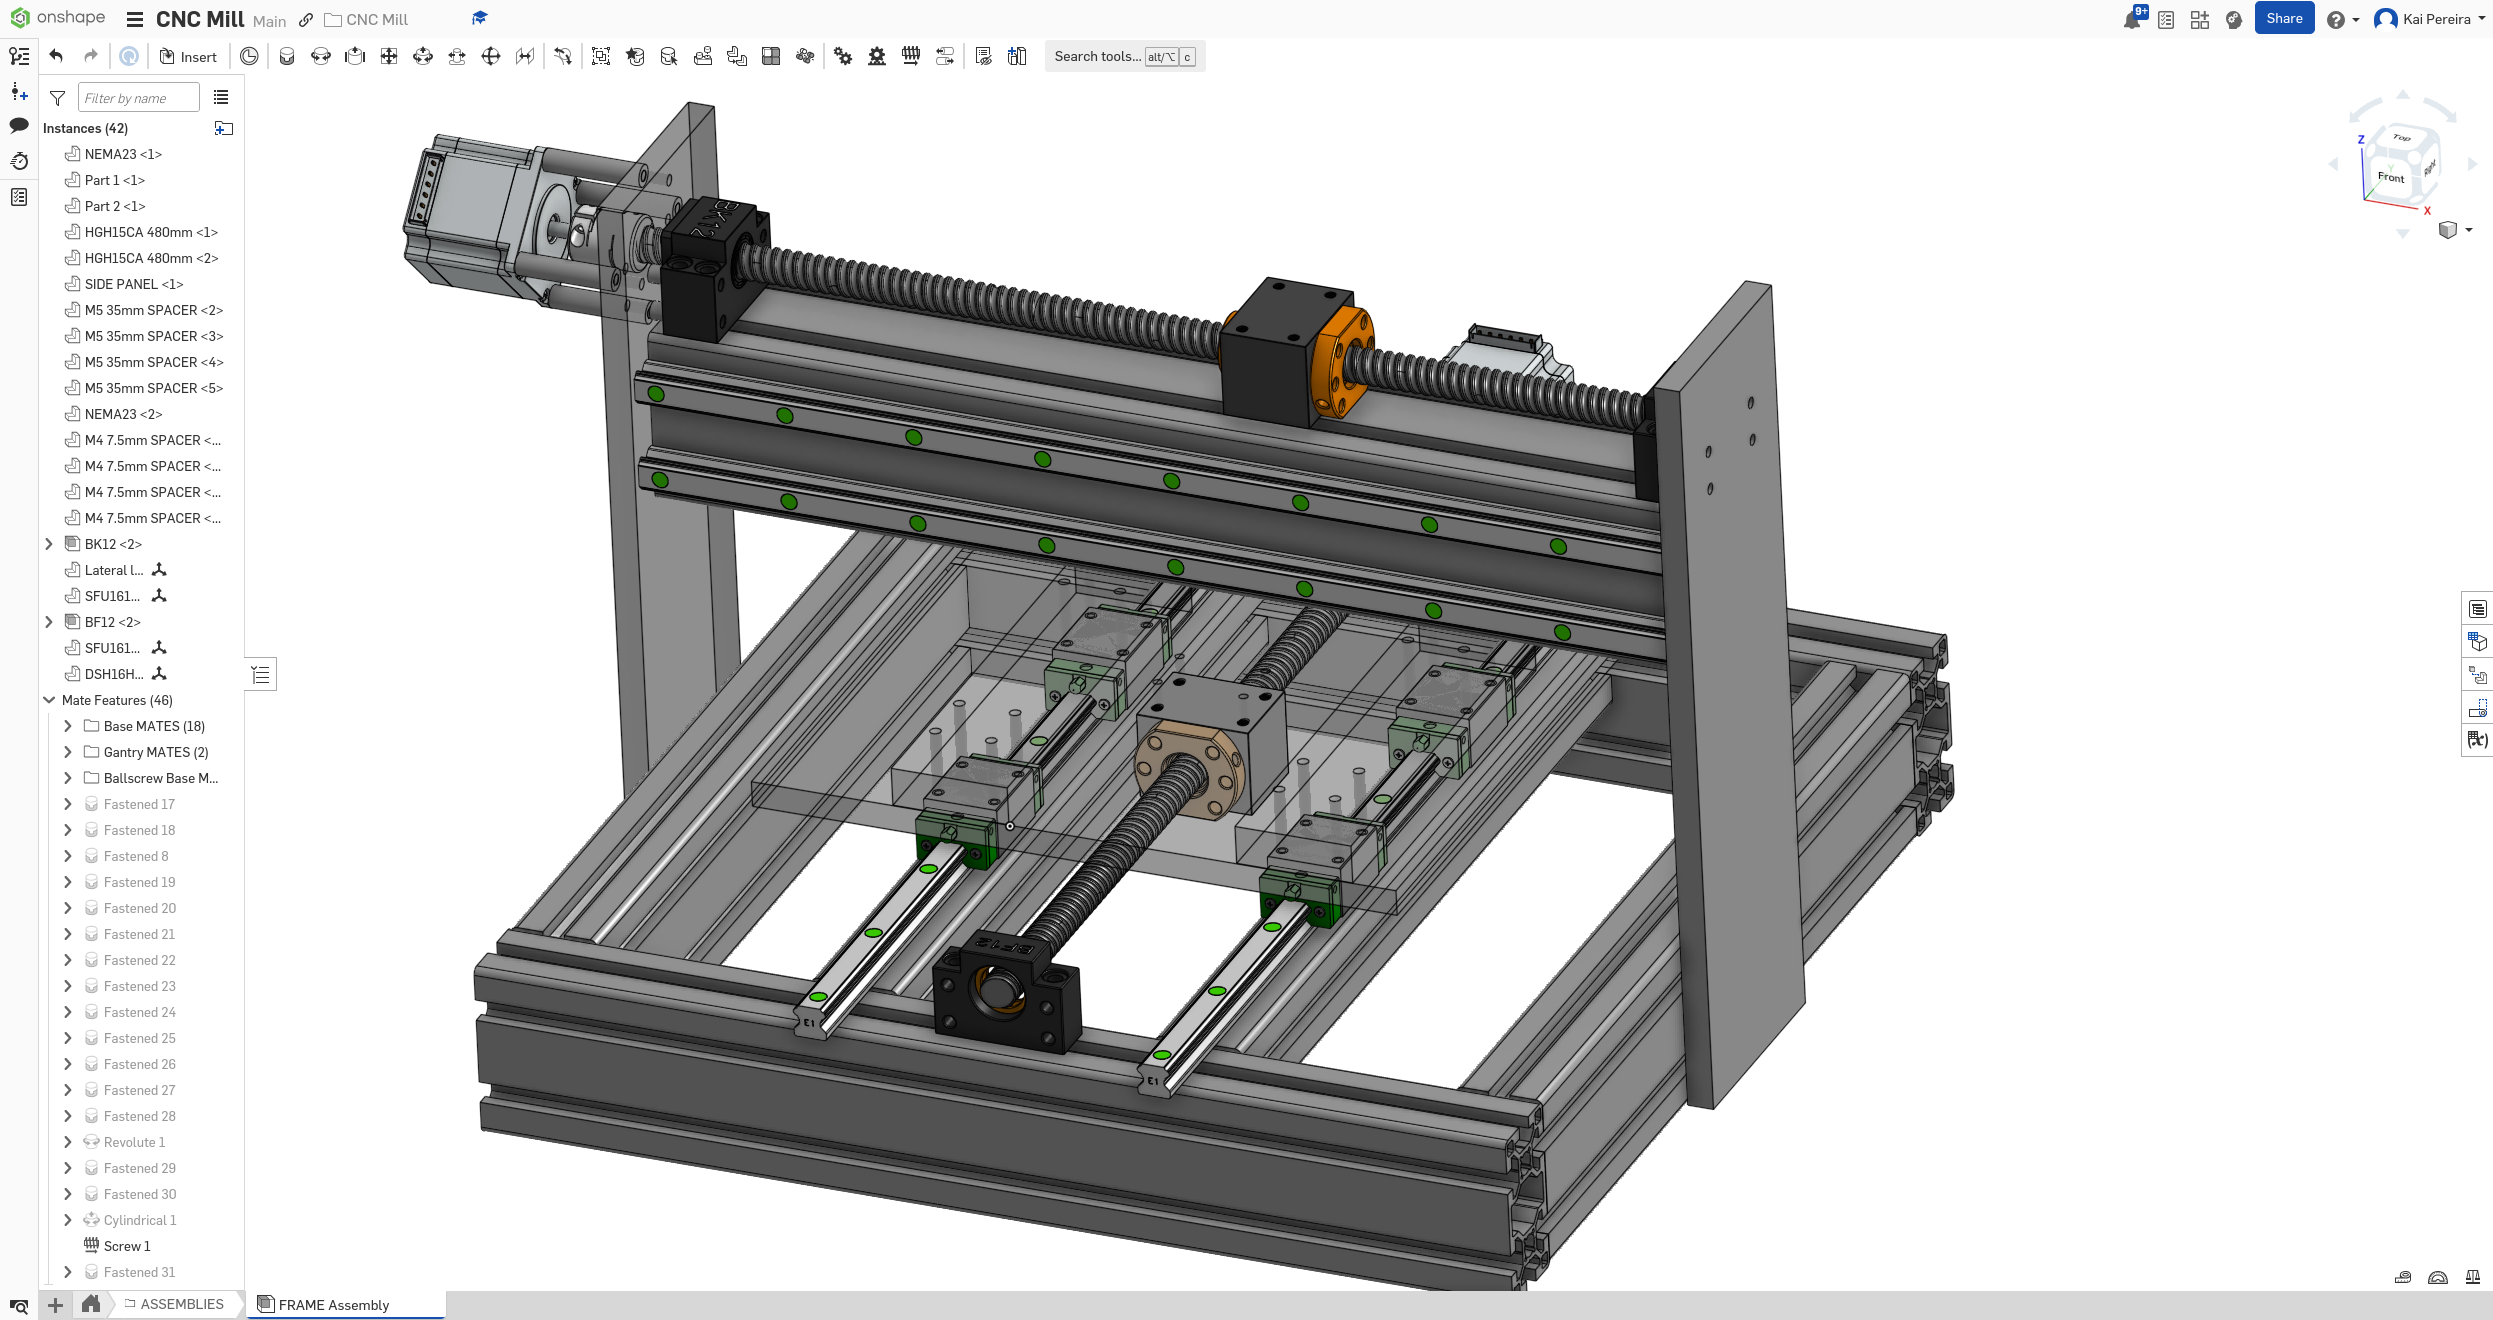 onshape CNC Mill Main CNC Mill
9+
Share
Kai Pereira
Insert
Search tools... alt/⌥ c
Filter by name
Instances (42)
NEMA23 <1>
Part 1 <1>
Part 2 <1>
HGH15CA 480mm <1>
HGH15CA 480mm <2>
SIDE PANEL <1>
M5 35mm SPACER <2>
M5 35mm SPACER <3>
M5 35mm SPACER <4>
M5 35mm SPACER <5>
NEMA23 <2>
M4 7.5mm SPACER <...
M4 7.5mm SPACER <...
M4 7.5mm SPACER <...
M4 7.5mm SPACER <...
BK12 <2>
Lateral l...
SFU161...
BF12 <2>
SFU161...
DSH16H...
Mate Features (46)
Base MATES (18)
Gantry MATES (2)
Ballscrew Base M...
Fastened 17
Fastened 18
Fastened 8
Fastened 19
Fastened 20
Fastened 21
Fastened 22
Fastened 23
Fastened 24
Fastened 25
Fastened 26
Fastened 27
Fastened 28
Revolute 1
Fastened 29
Fastened 30
Cylindrical 1
Screw 1
Fastened 31
BK12
Z
Top
Y
Front
Right
X
BF12
E1
E1
(x)
ASSEMBLIES
FRAME Assembly